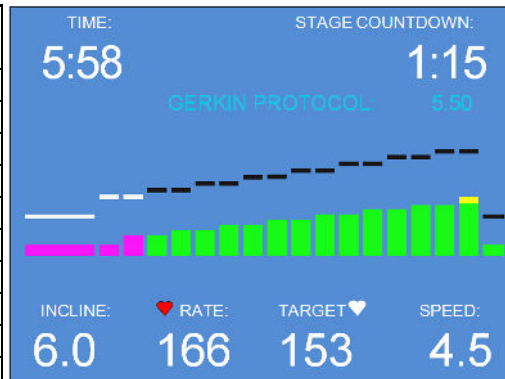 TIME: STAGE COUNTDOWN:
5:58 1:15
GERKIN PROTOCOL: 5.50
INCLINE: RATE: TARGET SPEED:
6.0 166 153 4.5